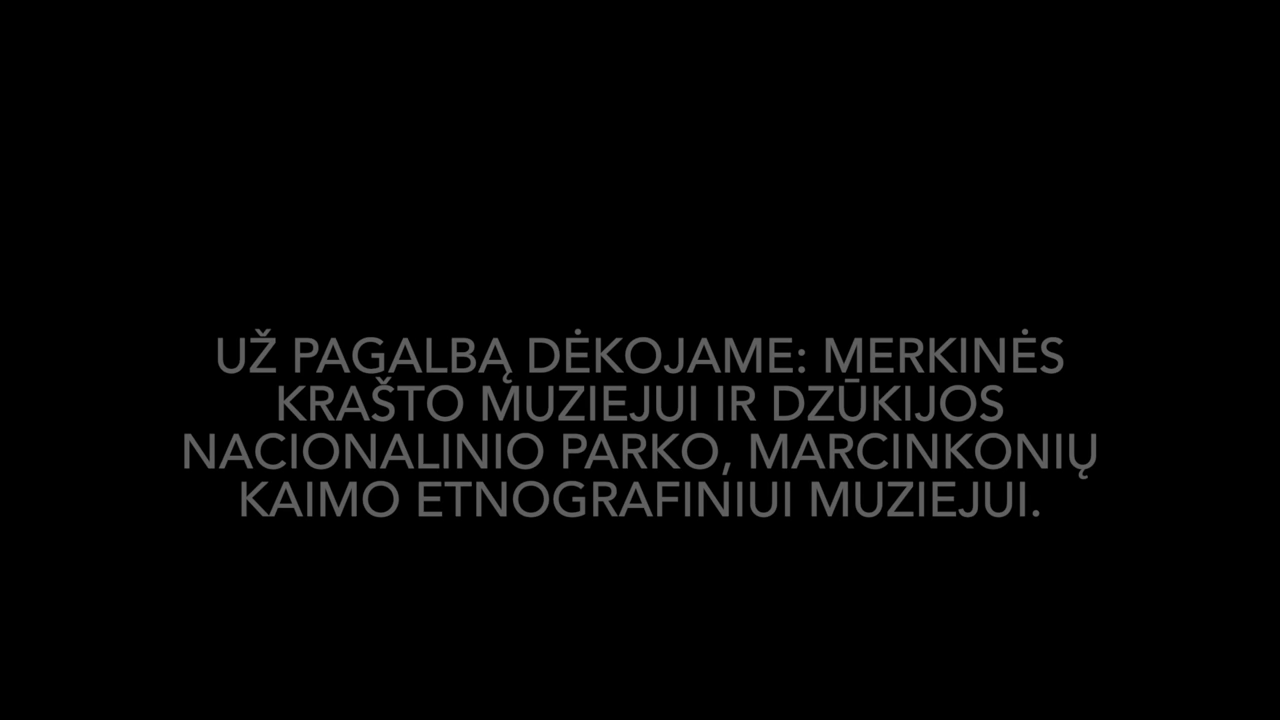 UŽ PAGALBĄ DĖKOJAME: MERKINĖS
KRAŠTO MUZIEJUI IR DZŪKIJOS
NACIONALINIO PARKO, MARCINKONIŲ
KAIMO ETNOGRAFINIUI MUZIEJUI.